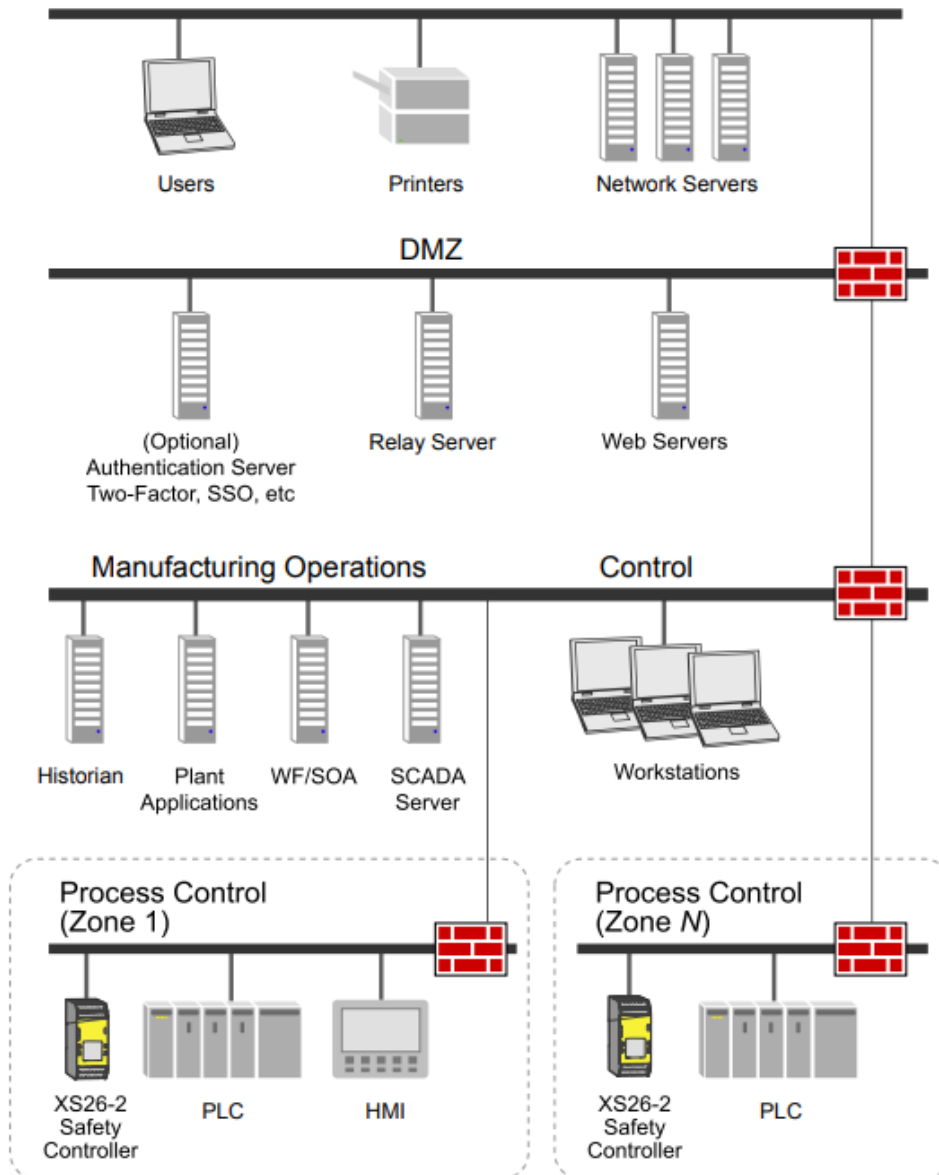 Users
Printers
Network Servers
DMZ
(Optional)
Authentication Server
Two-Factor, SSO, etc
Relay Server
Web Servers
Manufacturing Operations
Control
Historian
Plant
Applications
WF/SOA
SCADA
Server
Workstations
Process Control
(Zone 1)
XS26-2
Safety
Controller
PLC
HMI
Process Control
(Zone N)
XS26-2
Safety
Controller
PLC